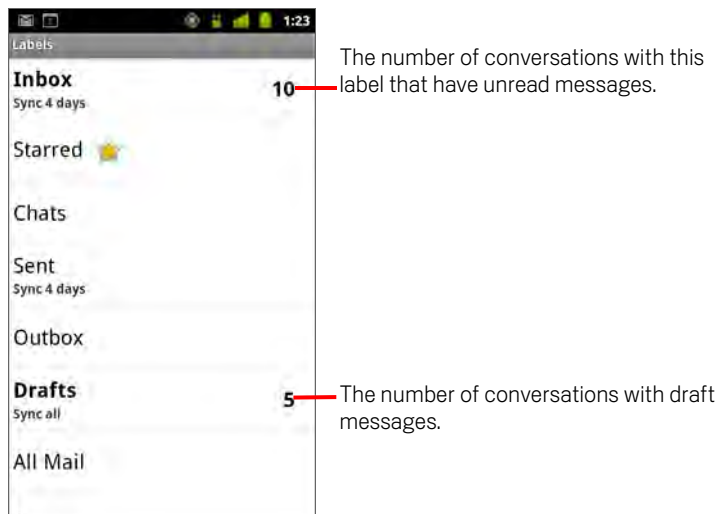 1:23
Labels
Inbox
10
Sync 4 days
The number of conversations with this
label that have unread messages.
Starred
Chats
Sent
Sync 4 days
Outbox
Drafts
5
Sync all
The number of conversations with draft
messages.
All Mail